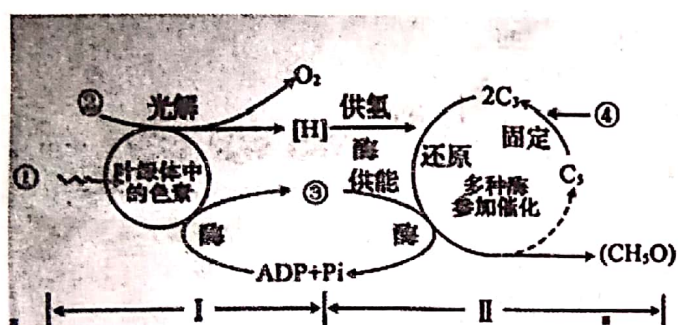 O₂
② 光解
[H] 供氢
2C₃ ④
固定
酶
还原
① 叶绿体中
的色素
③ 供能
多种酶
参加催化
C₅
酶 酶
(CH₂O)
ADP+Pi
I II